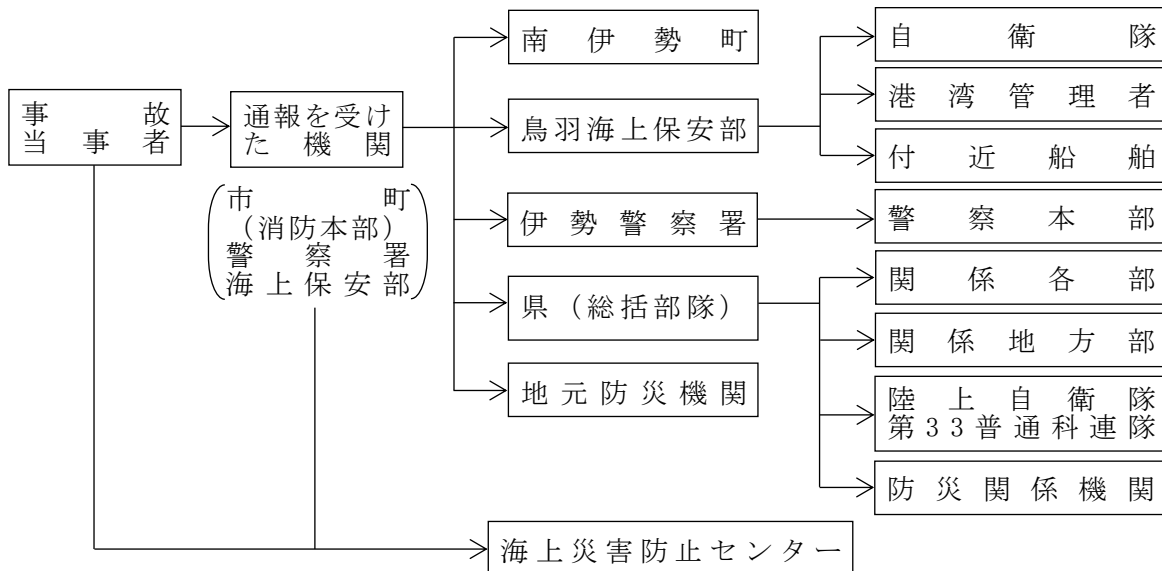 事故
当事者
通報を受け
た機関
市町
（消防本部）
警察署
海上保安部
南伊勢町
鳥羽海上保安部
伊勢警察署
県（総括部隊）
地元防災機関
自衛隊
港湾管理者
付近船舶
警察本部
関係各部
関係地方部
陸上自衛隊
第33普通科連隊
防災関係機関
海上災害防止センター